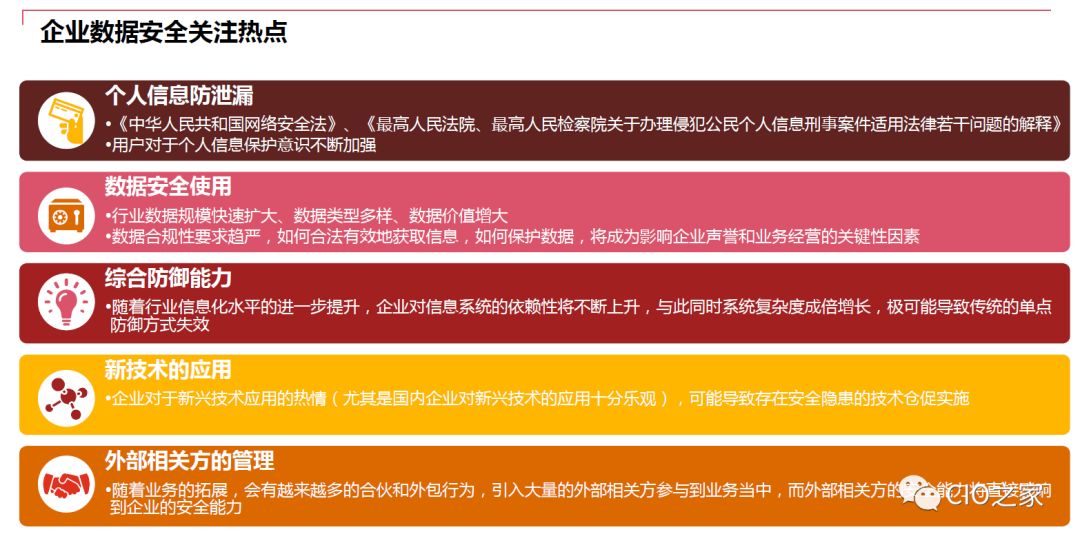 企业数据安全关注热点
个人信息防泄漏
•《中华人民共和国网络安全法》、《最高人民法院、最高人民检察院关于办理侵犯公民个人信息刑事案件适用法律若干问题的解释》
•用户对于个人信息保护意识不断加强
数据安全使用
•行业数据规模快速扩大、数据类型多样、数据价值增大
•数据合规性要求趋严，如何合法有效地获取信息，如何保护数据，将成为影响企业声誉和业务经营的关键性因素
综合防御能力
•随着行业信息化水平的进一步提升，企业对信息系统的依赖性将不断上升，与此同时系统复杂度成倍增长，极可能导致传统的单点
防御方式失效
新技术的应用
•企业对于新兴技术应用的热情（尤其是国内企业对新兴技术的应用十分乐观），可能导致存在安全隐患的技术仓促实施
外部相关方的管理
•随着业务的拓展，会有越来越多的合伙和外包行为，引入大量的外部相关方参与到业务当中，而外部相关方的全能力直接影响
到企业的安全能力
CIO之家